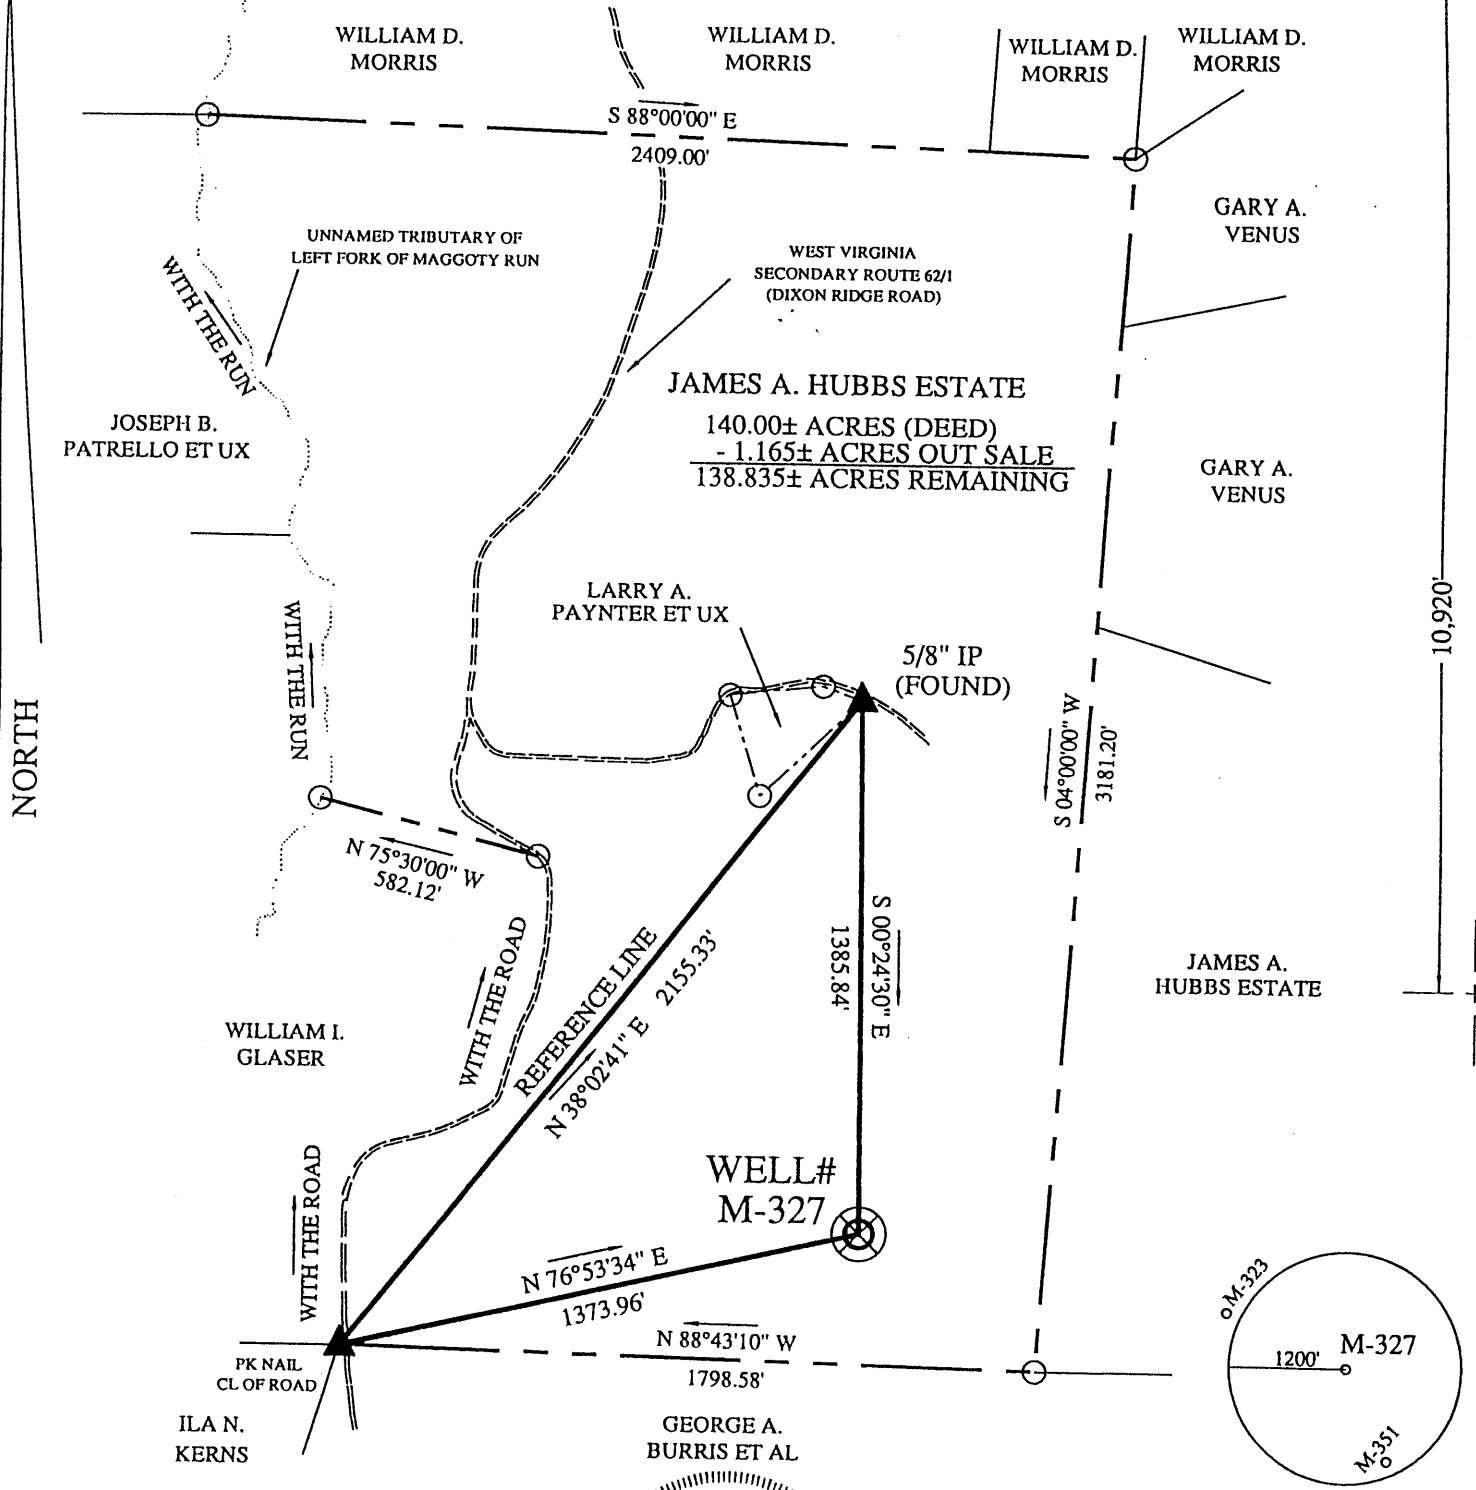 WILLIAM D.
MORRIS
WILLIAM D.
MORRIS
WILLIAM D.
MORRIS
WILLIAM D.
MORRIS
S 88°00'00" E
2409.00'
GARY A.
VENUS
UNNAMED TRIBUTARY OF
LEFT FORK OF MAGGOTY RUN
WEST VIRGINIA
SECONDARY ROUTE 62/1
(DIXON RIDGE ROAD)
WITH THE RUN
JAMES A. HUBBS ESTATE
140.00± ACRES (DEED)
- 1.165± ACRES OUT SALE
138.835± ACRES REMAINING
JOSEPH B.
PATRELLO ET UX
GARY A.
VENUS
LARRY A.
PAYNTER ET UX
10,920'
WITH THE RUN
5/8" IP
(FOUND)
NORTH
S 04°00'00" W
3181.20'
N 75°30'00" W
582.12'
S 00°24'30" E
1385.84'
WITH THE ROAD
REFERENCE LINE
N 38°02'41" E 2155.33'
JAMES A.
HUBBS ESTATE
WILLIAM I.
GLASER
WITH THE ROAD
WELL#
M-327
N 76°53'34" E
1373.96'
N 88°43'10" W
1798.58'
PK NAIL
CL OF ROAD
ILA N.
KERNS
GEORGE A.
BURRIS ET AL
M-323
M-327
1200'
M-351